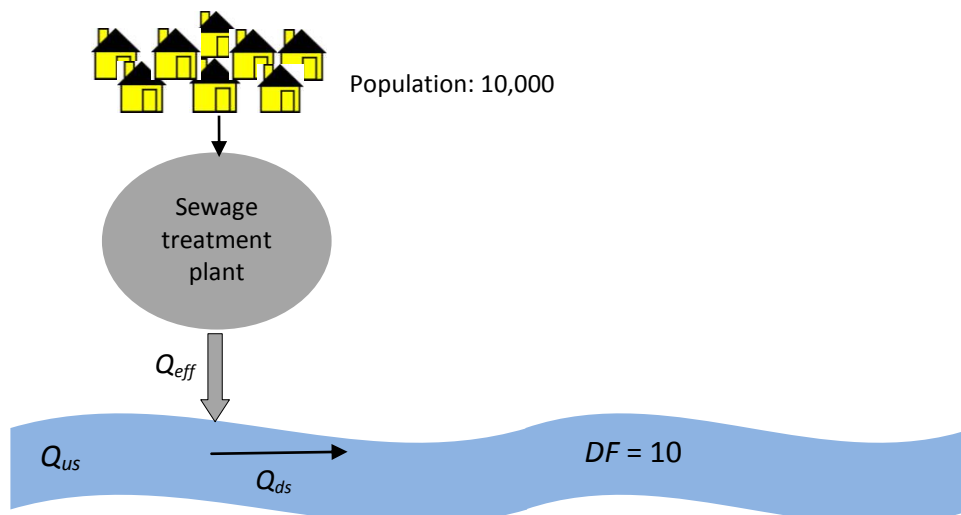 Population: 10,000
Sewage
treatment
plant
Qeff
Qus
Qds
DF = 10